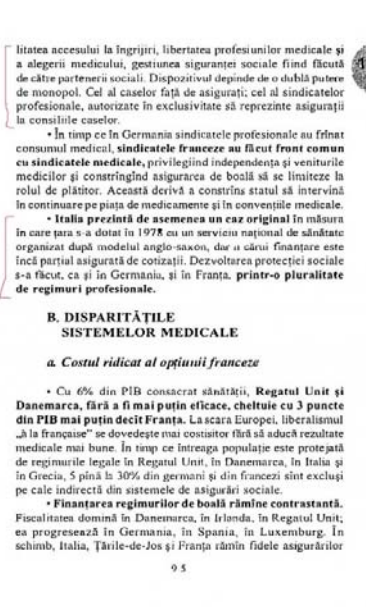 litatea accesului la îngrijiri, libertatea profesiunilor medicale şi
a alegerii medicului, gestiunea siguranţei sociale fiind făcută
de către partenerii sociali. Dispozitivul depinde de o dublă putere
de monopol. Cel al caselor faţă de asiguraţi; cel al sindicatelor
profesionale, autorizate în exclusivitate să reprezinte asiguraţii
la consiliile caselor.
• În timp ce în Germania sindicatele profesionale au frînat
consumul medical, sindicatele franceze au făcut front comun
cu sindicatele medicale, privilegiind independenţa şi veniturile
medicilor şi constrîngînd asigurarea de boală să se limiteze la
rolul de plătitor. Această derivă a constrîns statul să intervină
în continuare pe piaţa de medicamente şi în convenţiile medicale.
• Italia prezintă de asemenea un caz original în măsura
în care ţara s-a dotat în 1978 cu un serviciu naţional de sănătate
organizat după modelul anglo-saxon, dar a cărui finanţare este
încă parţial asigurată de cotizaţii. Dezvoltarea protecţiei sociale
s-a făcut, ca şi în Germania, şi în Franţa, printr-o pluralitate
de regimuri profesionale.
B. DISPARITĂŢILE
SISTEMELOR MEDICALE
a. Costul ridicat al opţiunii franceze
• Cu 6% din PIB consacrat sănătăţii, Regatul Unit şi
Danemarca, fără a fi mai puţin eficace, cheltuie cu 3 puncte
din PIB mai puţin decît Franţa. La scara Europei, liberalismul
„à la française” se dovedeşte mai costisitor fără să aducă rezultate
medicale mai bune. În timp ce întreaga populaţie este protejată
de regimurile legale în Regatul Unit, în Danemarca, în Italia şi
în Grecia, 5 pînă la 30% din germani şi din francezi sînt excluşi
pe cale indirectă din sistemele de asigurări sociale.
• Finanţarea regimurilor de boală rămîne contrastantă.
Fiscalitatea domină în Danemarca, în Irlanda, în Regatul Unit;
ea progresează în Germania, în Spania, în Luxemburg. În
schimb, Italia, Ţările-de-Jos şi Franţa rămîn fidele asigurărilor
95